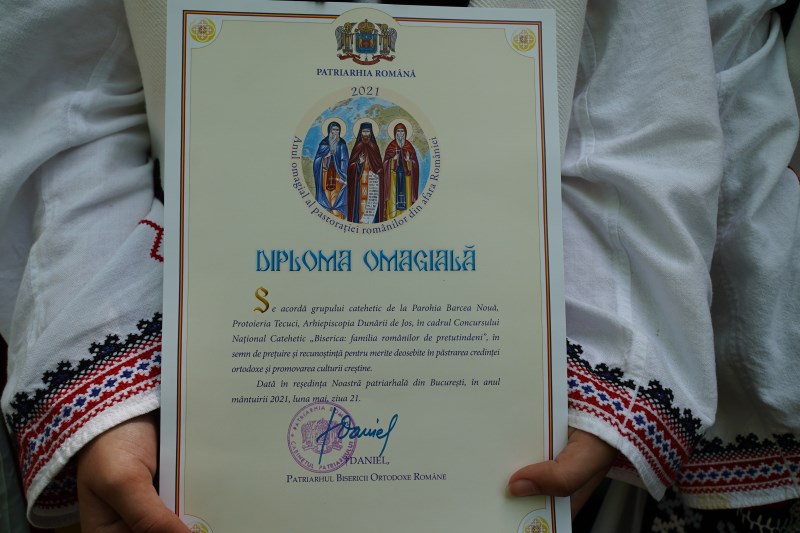 PATRIARHIA ROMÂNĂ
2021
Anul omagial al pastorației românilor din afara României
DIPLOMA OMAGIALĂ
Se acordă grupului catehetic de la Parohia Barcea Nouă,
Protoieria Tecuci, Arhiepiscopia Dunării de Jos, în cadrul Concursului
Național Catehetic „Biserica: familia românilor de pretutindeni”, în
semn de prețuire și recunoștință pentru merite deosebite în păstrarea credinței
ortodoxe și promovarea culturii creștine.
Dată în reședința Noastră patriarhală din București, în anul
mântuirii 2021, luna mai, ziua 21.
†Daniel
†DANIEL,
PATRIARHUL BISERICII ORTODOXE ROMÂNE